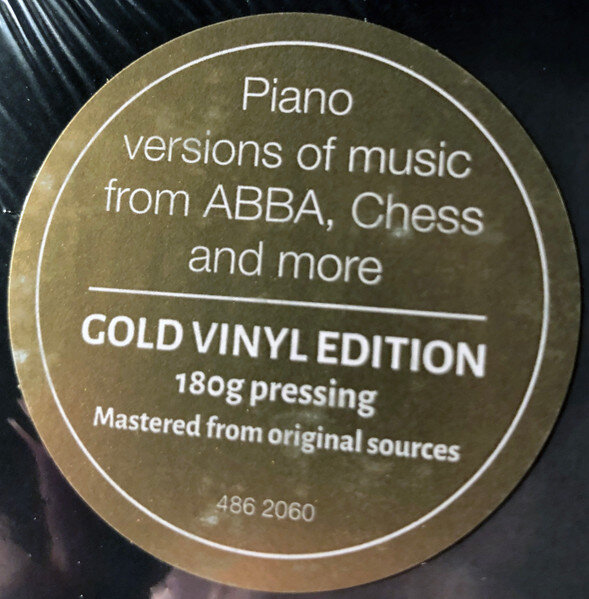 Piano
versions of music
from ABBA, Chess
and more
GOLD VINYL EDITION
180g pressing
Mastered from original sources
486 2060